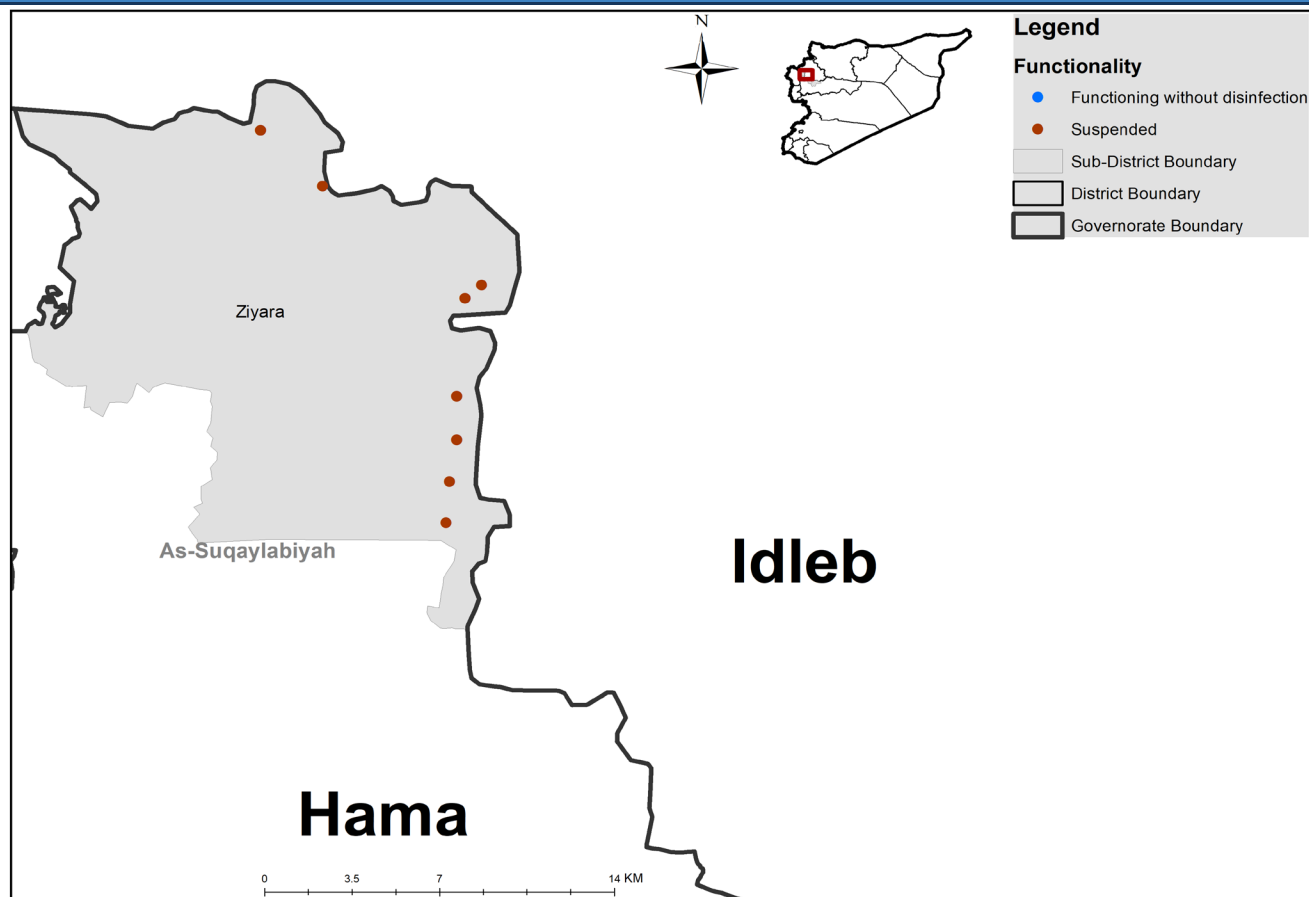 N
Legend
Functionality
Functioning without disinfection
Suspended
Sub-District Boundary
District Boundary
Governorate Boundary
Ziyara
As-Suqaylabiyah
Idleb
Hama
0 3.5 7 14 KM